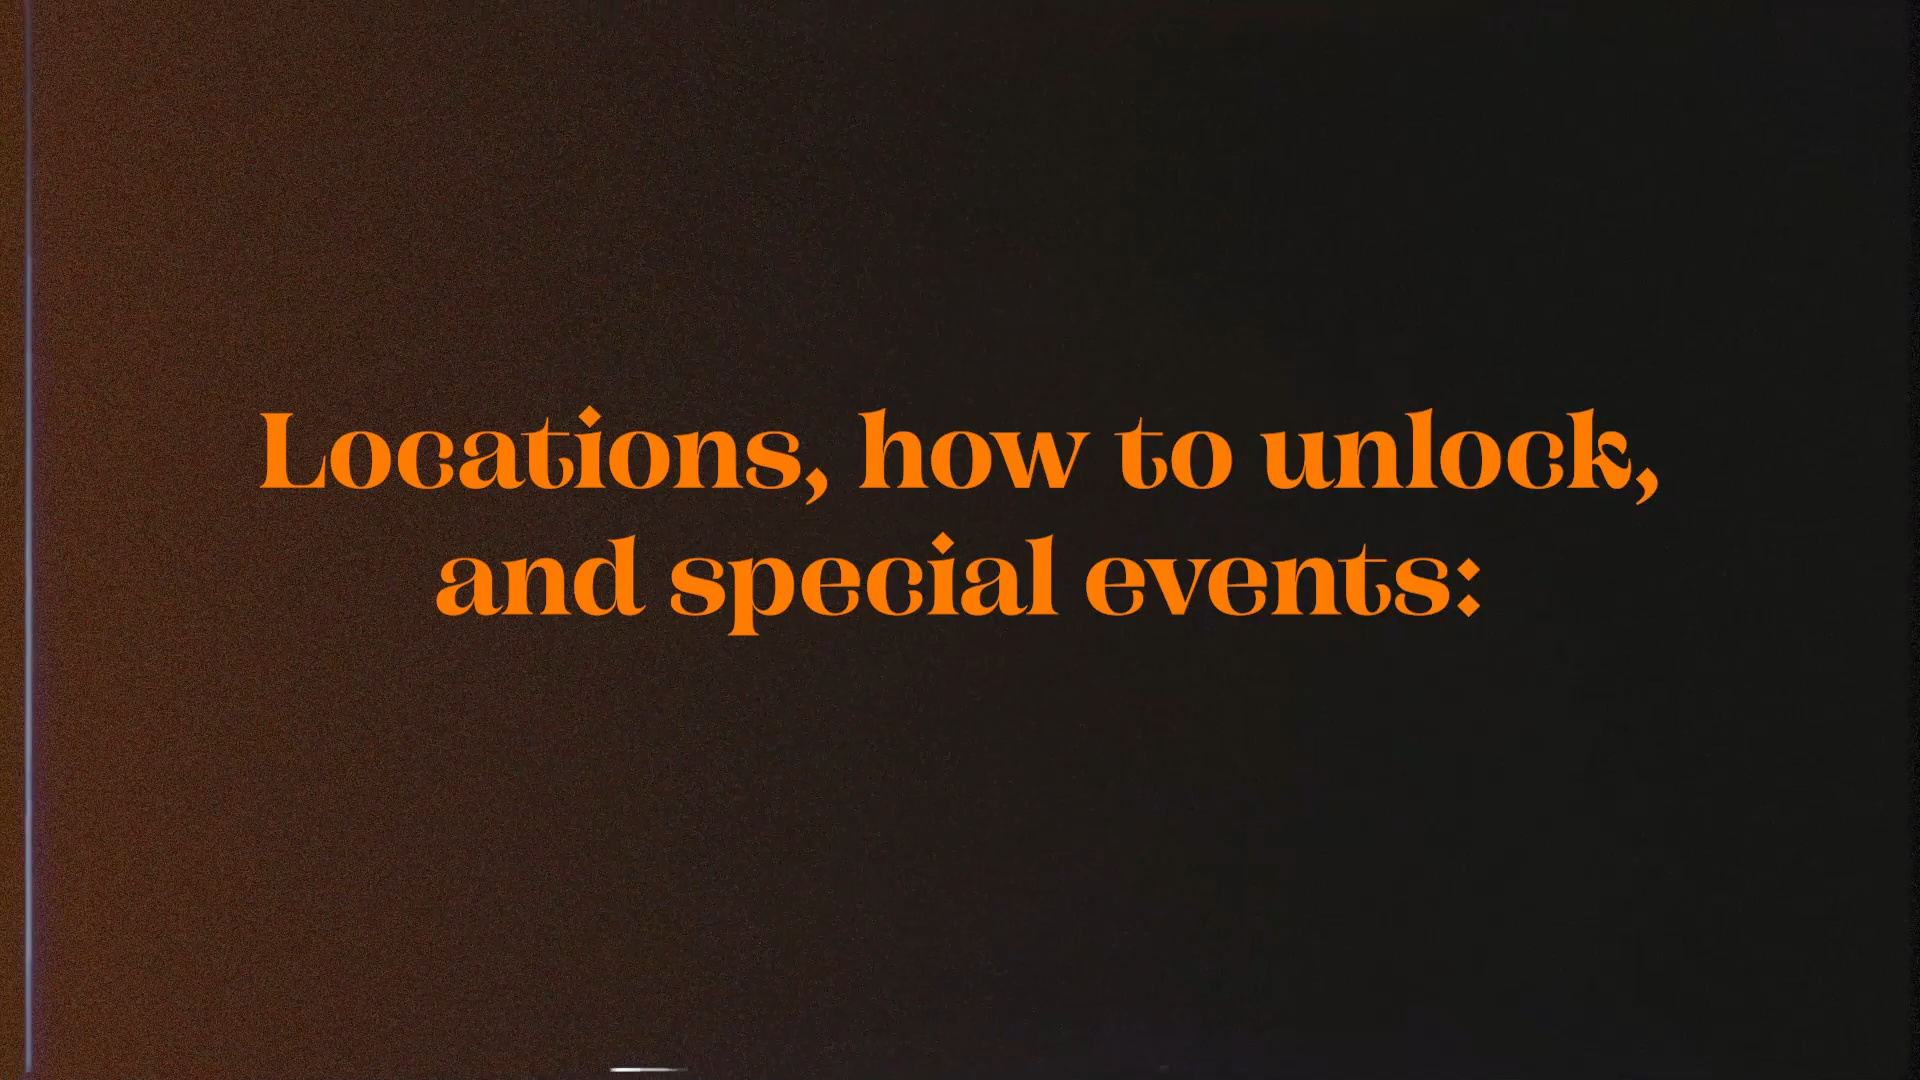 Locations, how to unlock,
and special events: